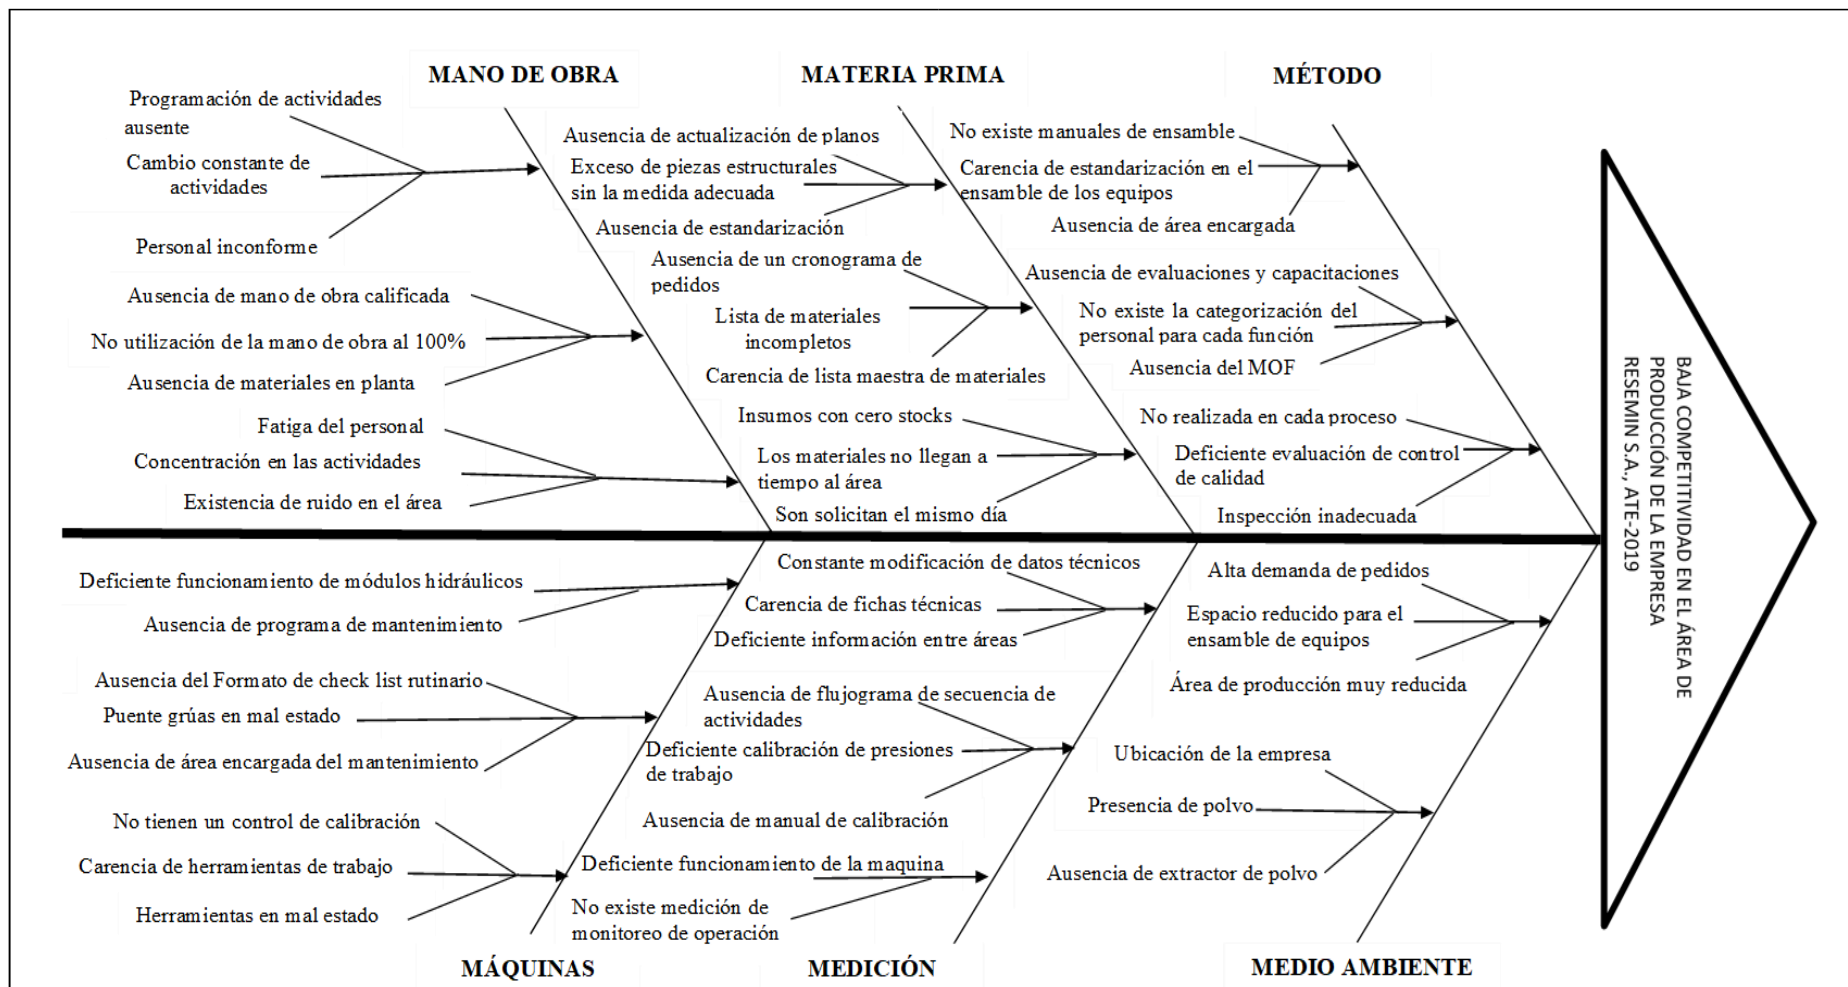 MANO DE OBRA
Programación de actividades
ausente
Cambio constante de
actividades
Personal inconforme
Ausencia de mano de obra calificada
No utilización de la mano de obra al 100%
Ausencia de materiales en planta
Fatiga del personal
Concentración en las actividades
Existencia de ruido en el área
MATERIA PRIMA
Ausencia de actualización de planos
Exceso de piezas estructurales
sin la medida adecuada
Ausencia de estandarización
Ausencia de un cronograma de
pedidos
Lista de materiales
incompletos
Carencia de lista maestra de materiales
Insumos con cero stocks
Los materiales no llegan a
tiempo al área
Son solicitan el mismo día
MÉTODO
No existe manuales de ensamble
Carencia de estandarización en el
ensamble de los equipos
Ausencia de área encargada
Ausencia de evaluaciones y capacitaciones
No existe la categorización del
personal para cada función
Ausencia del MOF
No realizada en cada proceso
Deficiente evaluación de control
de calidad
Inspección inadecuada
BAJA COMPETITIVIDAD EN EL ÁREA DE
PRODUCCIÓN DE LA EMPRESA
RESEMIN S.A., ATE-2019
Deficiente funcionamiento de módulos hidráulicos
Ausencia de programa de mantenimiento
Ausencia del Formato de check list rutinario
Puente grúas en mal estado
Ausencia de área encargada del mantenimiento
No tienen un control de calibración
Carencia de herramientas de trabajo
Herramientas en mal estado
MÁQUINAS
Constante modificación de datos técnicos
Carencia de fichas técnicas
Deficiente información entre áreas
Ausencia de flujograma de secuencia de
actividades
Deficiente calibración de presiones
de trabajo
Ausencia de manual de calibración
Deficiente funcionamiento de la maquina
No existe medición de
monitoreo de operación
MEDICIÓN
Alta demanda de pedidos
Espacio reducido para el
ensamble de equipos
Área de producción muy reducida
Ubicación de la empresa
Presencia de polvo
Ausencia de extractor de polvo
MEDIO AMBIENTE